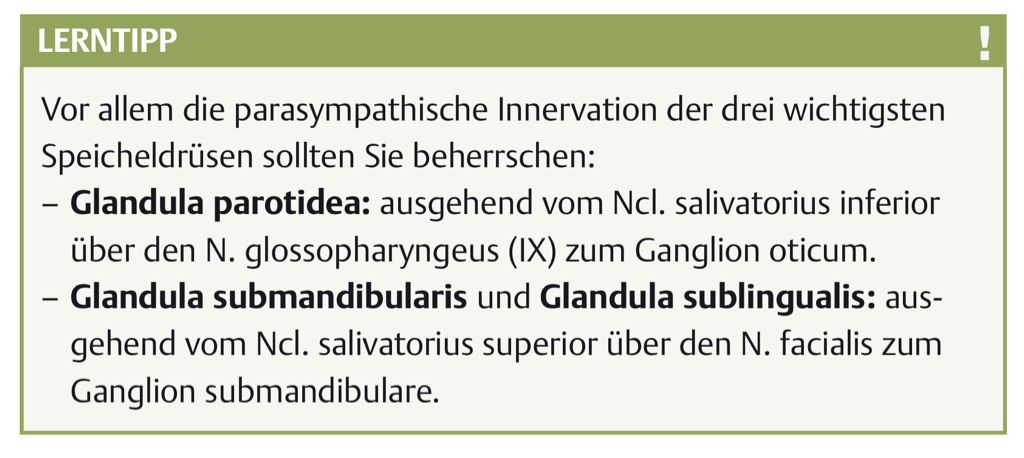 LERNTIPP !
Vor allem die parasympathische Innervation der drei wichtigsten
Speicheldrüsen sollten Sie beherrschen:
– Glandula parotidea: ausgehend vom Ncl. salivatorius inferior
über den N. glossopharyngeus (IX) zum Ganglion oticum.
– Glandula submandibularis und Glandula sublingualis: aus-
gehend vom Ncl. salivatorius superior über den N. facialis zum
Ganglion submandibulare.